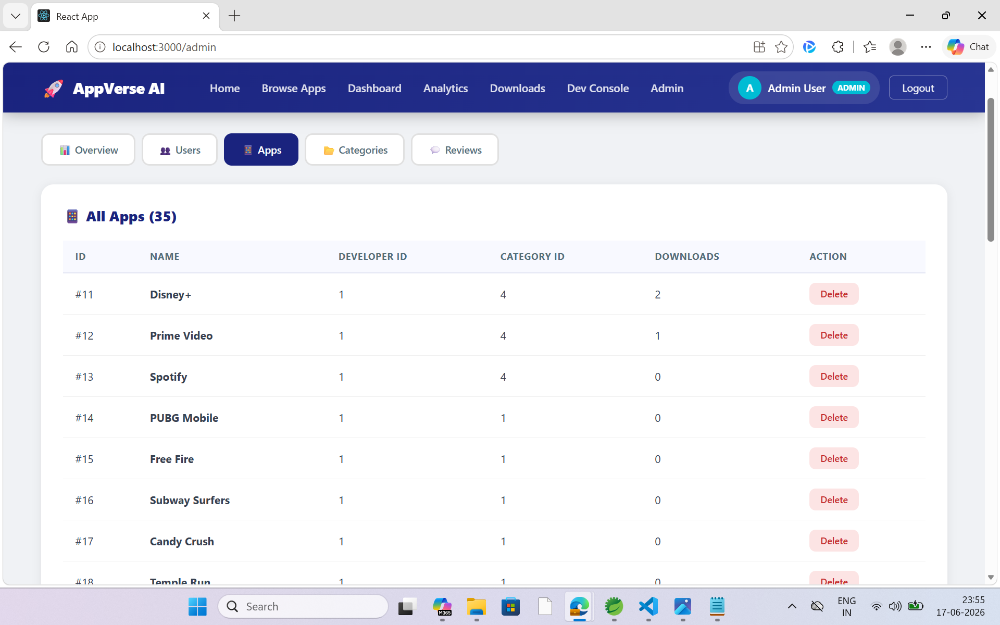 React App
localhost:3000/admin
Chat
AppVerse AI
Home
Browse Apps
Dashboard
Analytics
Downloads
Dev Console
Admin
A
Admin User
ADMIN
Logout
Overview
Users
Apps
Categories
Reviews
All Apps (35)
ID NAME DEVELOPER ID CATEGORY ID DOWNLOADS ACTION
#11 Disney+ 1 4 2 Delete
#12 Prime Video 1 4 1 Delete
#13 Spotify 1 4 0 Delete
#14 PUBG Mobile 1 1 0 Delete
#15 Free Fire 1 1 0 Delete
#16 Subway Surfers 1 1 0 Delete
#17 Candy Crush 1 1 0 Delete
#18 Temple Run 1 1 0 Delete
Search
M365
ENG
IN
23:55
17-06-2026